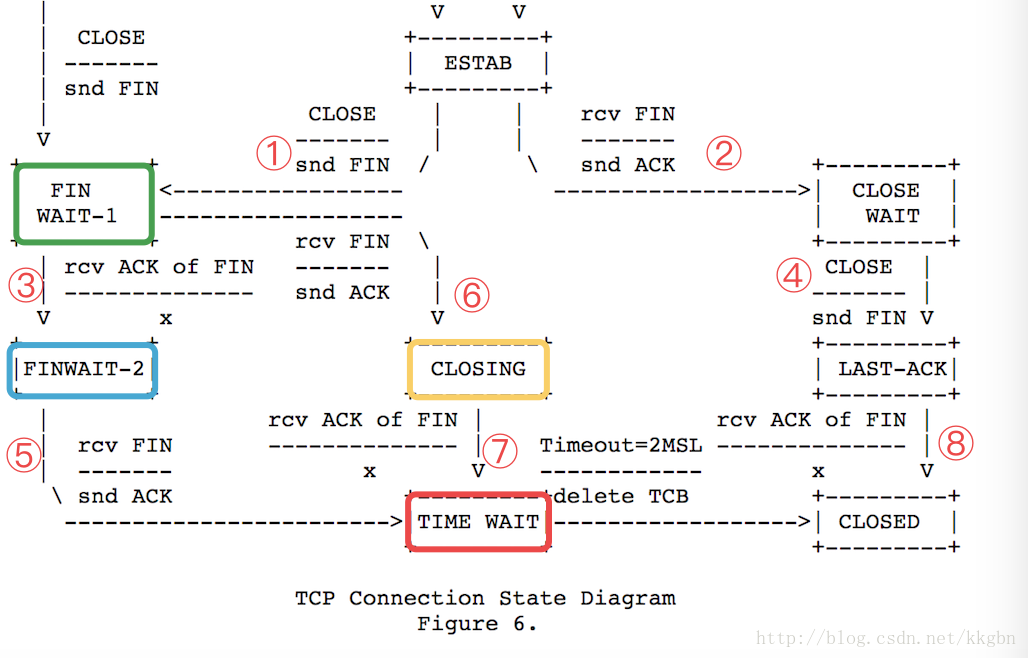 |                               V      V
|  CLOSE                      +---------+
|  -------                    |  ESTAB  |
|  snd FIN                    +---------+
|                     CLOSE     |     |     rcv FIN
V                 ① -------     |     |     -------
+---------+         snd FIN    /       \    snd ACK  ②       +---------+
|  FIN    |<-----------------              ------------------>|  CLOSE  |
| WAIT-1  |------------------                                 |   WAIT  |
+---------+         rcv FIN    \                              +---------+
③ | rcv ACK of FIN  -------     |                          ④  CLOSE  |
  | --------------  snd ACK     | ⑥                          ------- |
  V        x                    V                            snd FIN V
+---------+                   +---------+                     +---------+
|FINWAIT-2|                   | CLOSING |                     | LAST-ACK|
+---------+                   +---------+                     +---------+
  |               rcv ACK of FIN |                    rcv ACK of FIN |
⑤ |  rcv FIN      -------------- | ⑦  Timeout=2MSL    -------------- | ⑧
  |  -------             x       V    ------------           x       V
   \ snd ACK                  +---------+delete TCB           +---------+
    ------------------------->|TIME WAIT|------------------->| CLOSED  |
                              +---------+                     +---------+
TCP Connection State Diagram
Figure 6.
http://blog.csdn.net/kkgbn